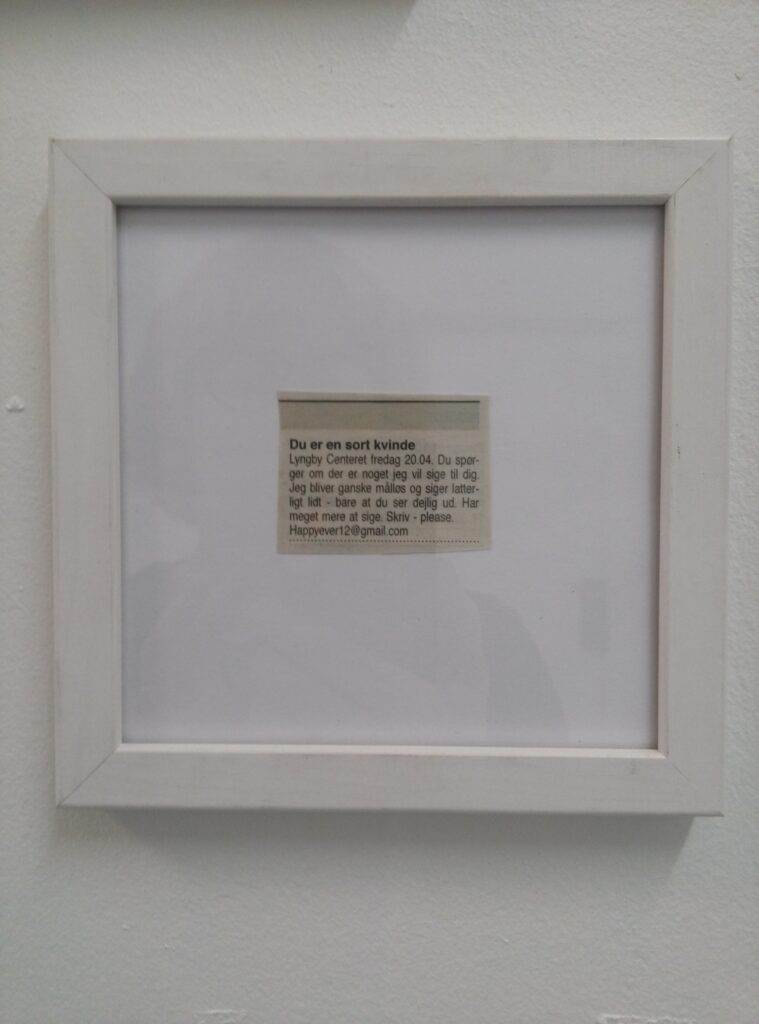 Du er en sort kvinde
Lyngby Centeret fredag 20.04. Du spør-
ger om der er noget jeg vil sige til dig.
Jeg bliver ganske målløs og siger latter-
ligt lidt - bare at du ser dejlig ud. Har
meget mere at sige. Skriv - please.
Happyever12@gmail.com